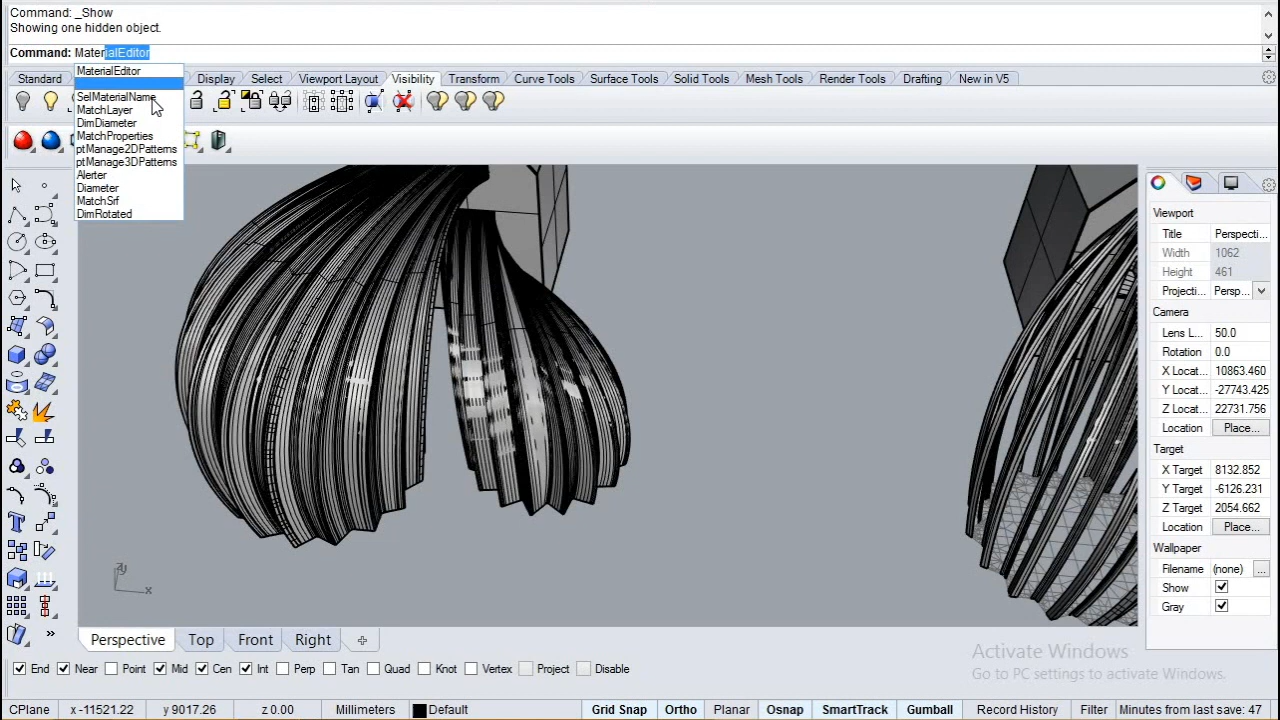 Command: _Show
Showing one hidden object.
Command: MaterialEditor
MaterialEditor
SelMaterialName
MatchLayer
DimDiameter
MatchProperties
ptManage2DPatterns
ptManage3DPatterns
Alerter
Diameter
MatchSrf
DimRotated
Standard
Display
Select
Viewport Layout
Visibility
Transform
Curve Tools
Surface Tools
Solid Tools
Mesh Tools
Render Tools
Drafting
New in V5
Viewport
Title Perspecti...
Width 1062
Height 461
Projecti... Persp...
Camera
Lens L... 50.0
Rotation 0.0
X Locat... 10863.460
Y Locat... -27743.425
Z Locat... 22731.756
Location Place...
Target
X Target 8132.852
Y Target -6126.231
Z Target 2054.662
Location Place...
Wallpaper
Filename (none) ...
Show
Gray
x
Perspective Top Front Right
Activate Windows
Go to PC settings to activate Windows.
End Near Point Mid Cen Int Perp Tan Quad Knot Vertex Project Disable
CPlane x -11521.22 y 9017.26 z 0.00 Millimeters Default Grid Snap Ortho Planar Osnap SmartTrack Gumball Record History Filter Minutes from last save: 47